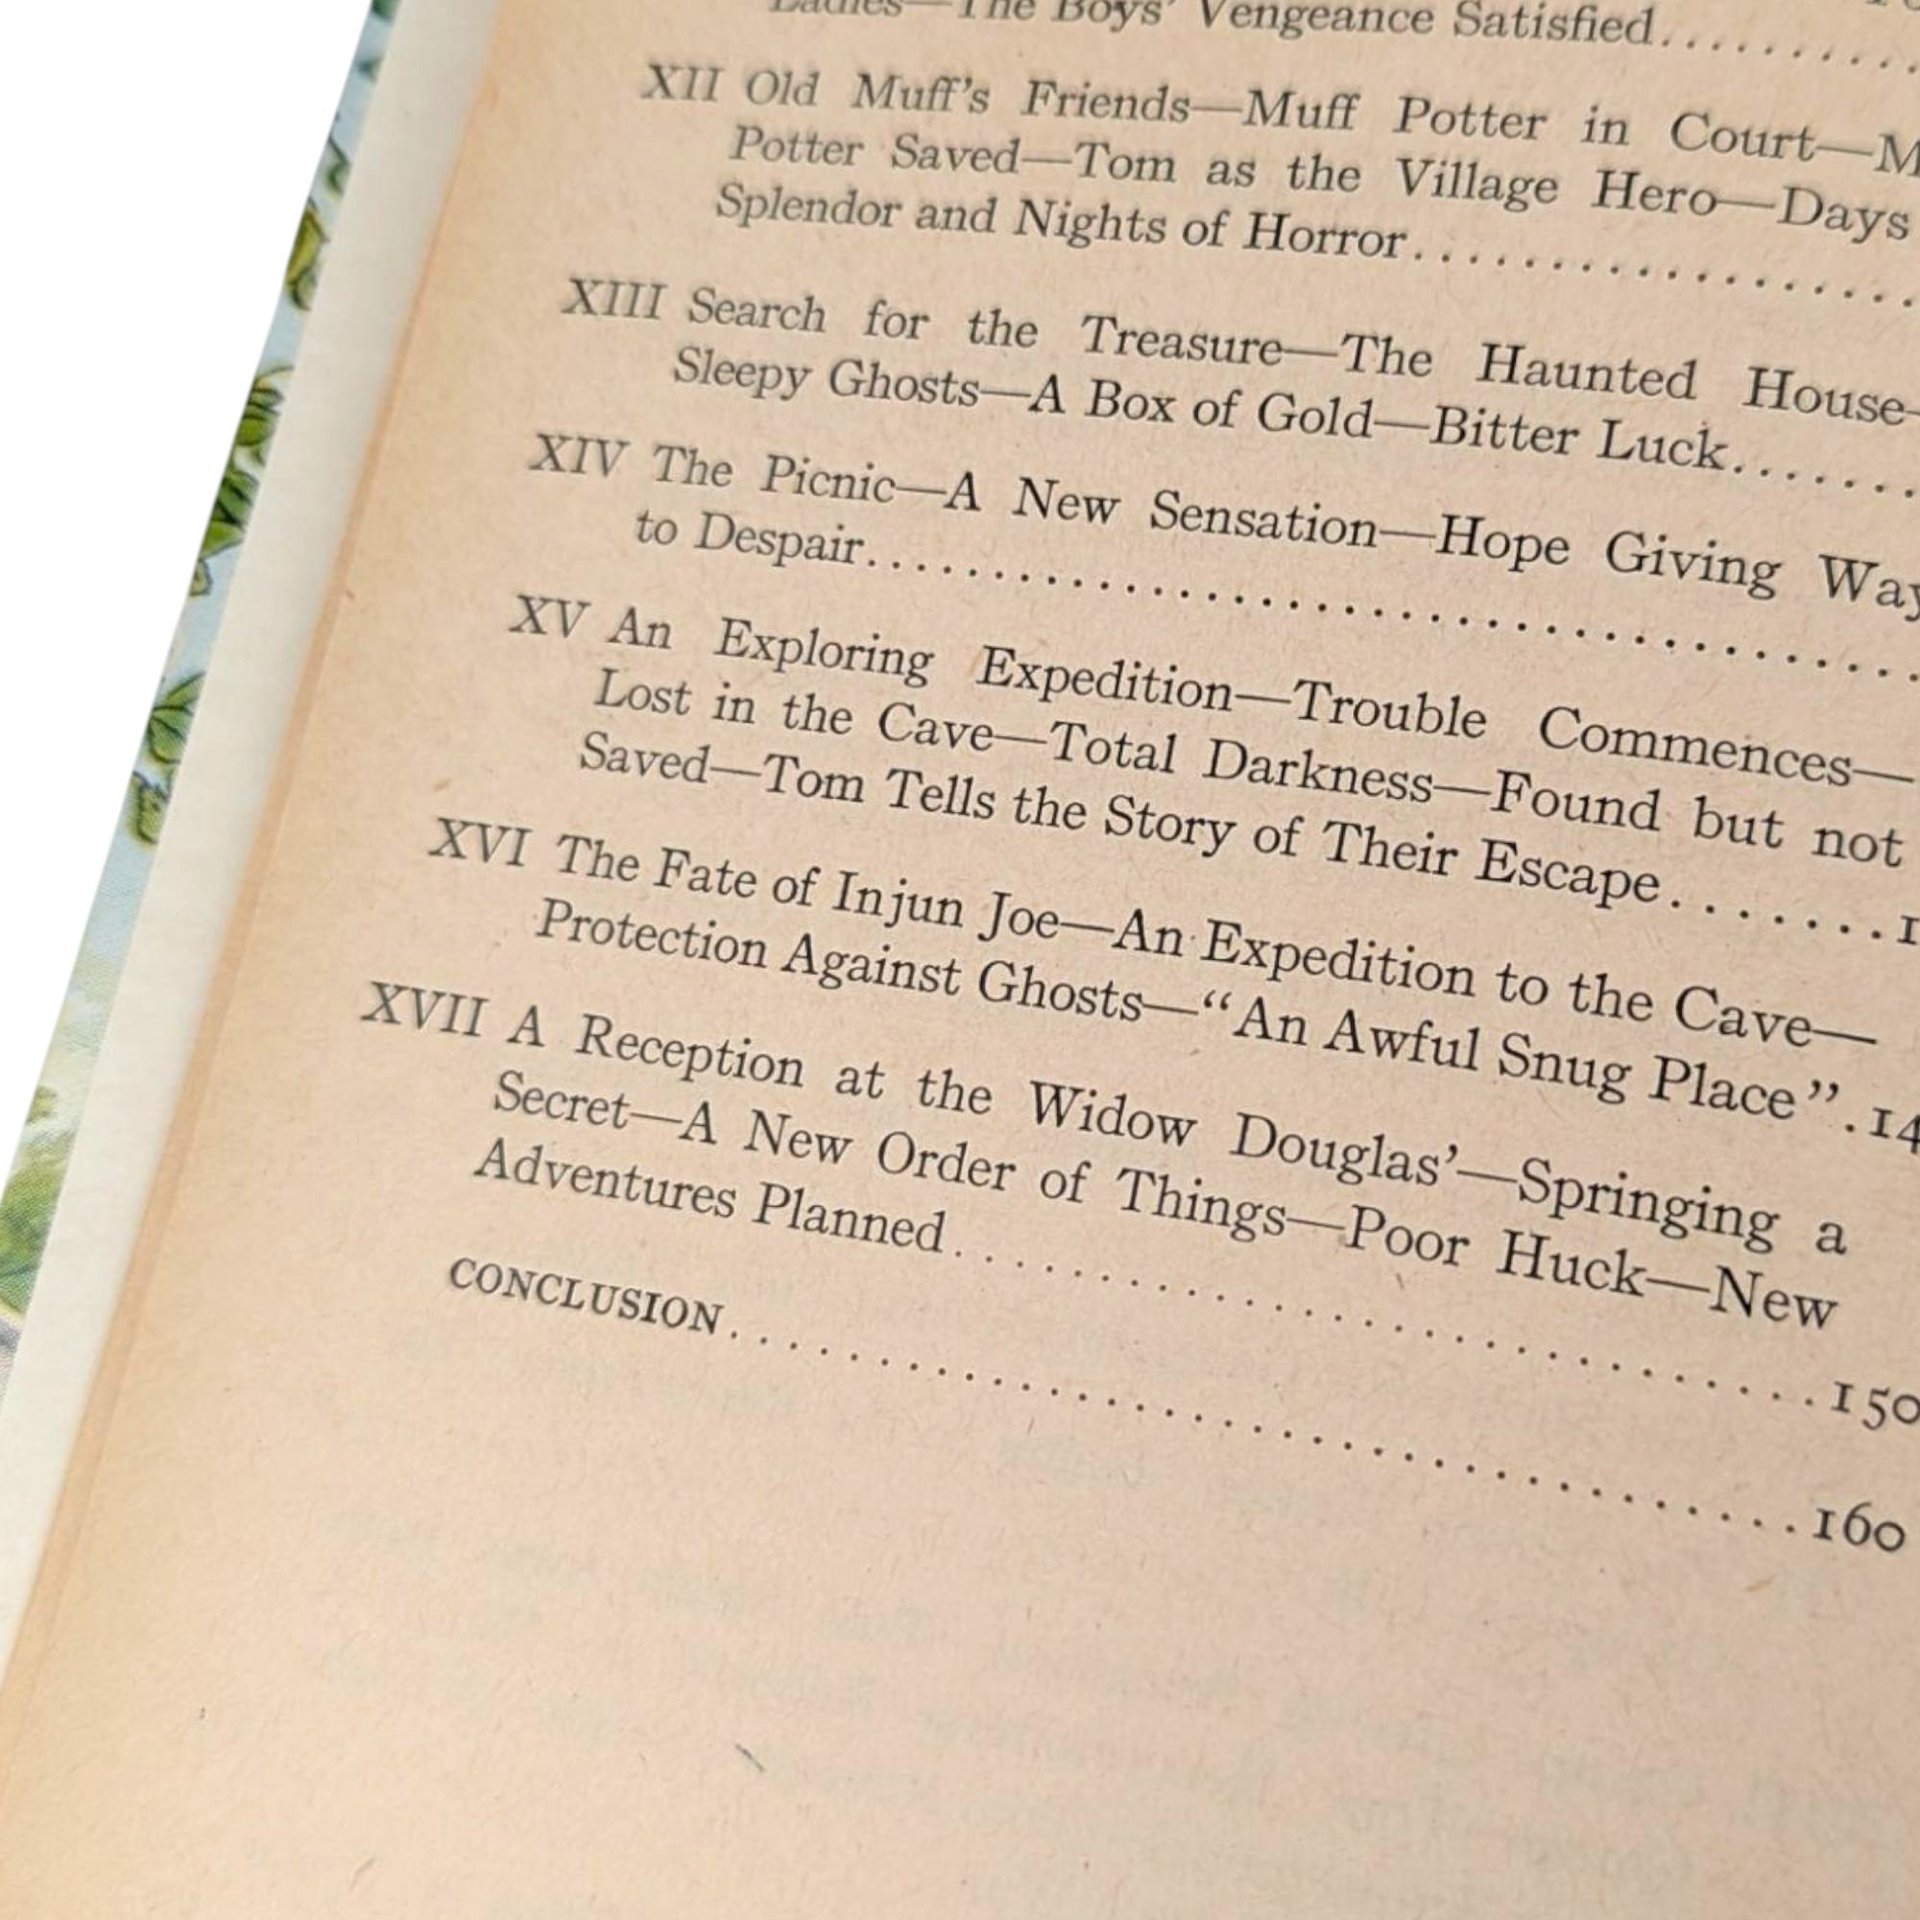 Ladies—The Boys' Vengeance Satisfied..........
XII Old Muff's Friends—Muff Potter in Court—M
Potter Saved—Tom as the Village Hero—Days
Splendor and Nights of Horror...................
XIII Search for the Treasure—The Haunted House—
Sleepy Ghosts—A Box of Gold—Bitter Luck.......
XIV The Picnic—A New Sensation—Hope Giving Way
to Despair.....................................
XV An Exploring Expedition—Trouble Commences—
Lost in the Cave—Total Darkness—Found but not
Saved—Tom Tells the Story of Their Escape........1
XVI The Fate of Injun Joe—An Expedition to the Cave—
Protection Against Ghosts—“An Awful Snug Place”.14
XVII A Reception at the Widow Douglas'—Springing a
Secret—A New Order of Things—Poor Huck—New
Adventures Planned..............................150
CONCLUSION......................................160